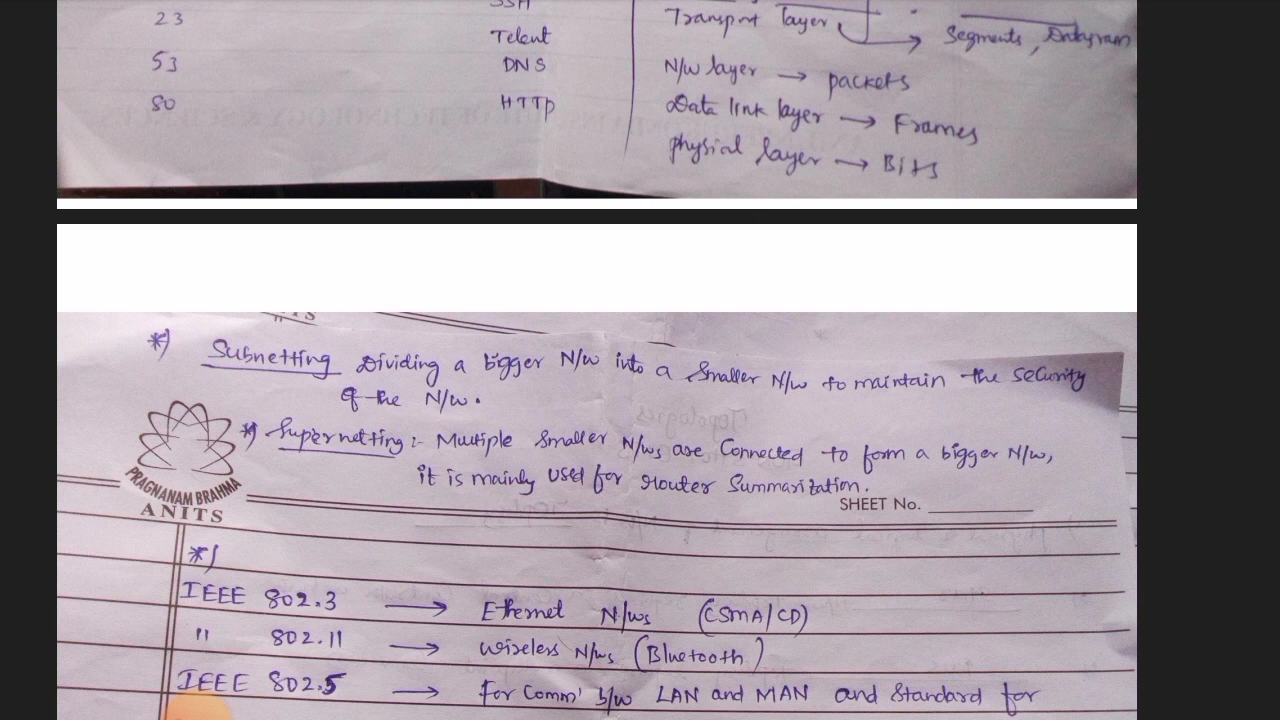 23
Telent
53 DNS
80 HTTP
Transport layer → Segments, Datagram
N/w layer → packets
Data link layer → Frames
physial layer → Bits
*) Subnetting Dividing a bigger N/w into a smaller N/w to maintain the security
of the N/w.
*) Supernetting :- Multiple smaller N/ws are Connected to form a bigger N/w,
it is mainly used for router Summarization.
PRAGNANAM BRAHMA
ANITS
SHEET No.
*)
IEEE 802.3 → Ethernet N/ws (CSMA/CD)
" 802.11 → wireless N/ws (Bluetooth)
IEEE 802.5 → For Comm' b/w LAN and MAN and Standard for